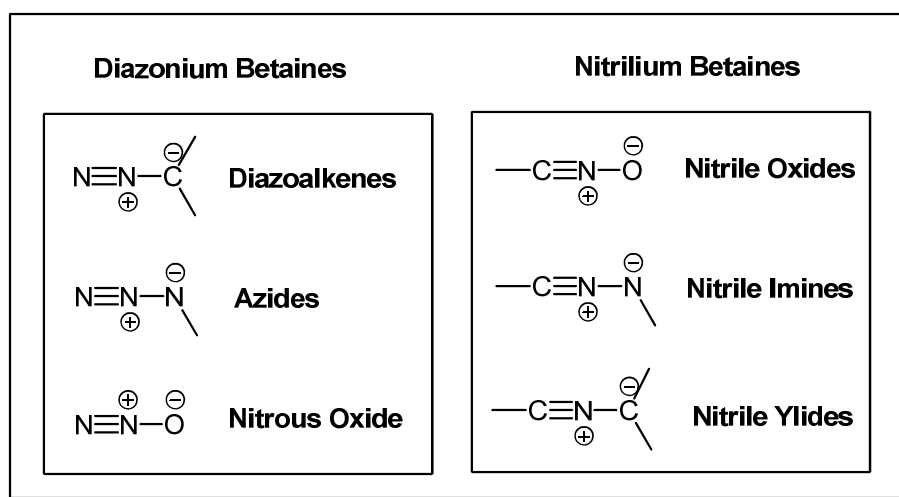 Diazonium Betaines
N≡N–C
⊕
⊖
Diazoalkenes
N≡N–N
⊕
⊖
Azides
N≡N–O
⊕
⊖
Nitrous Oxide
Nitrilium Betaines
C≡N–O
⊕
⊖
Nitrile Oxides
C≡N–N
⊕
⊖
Nitrile Imines
C≡N–C
⊕
⊖
Nitrile Ylides